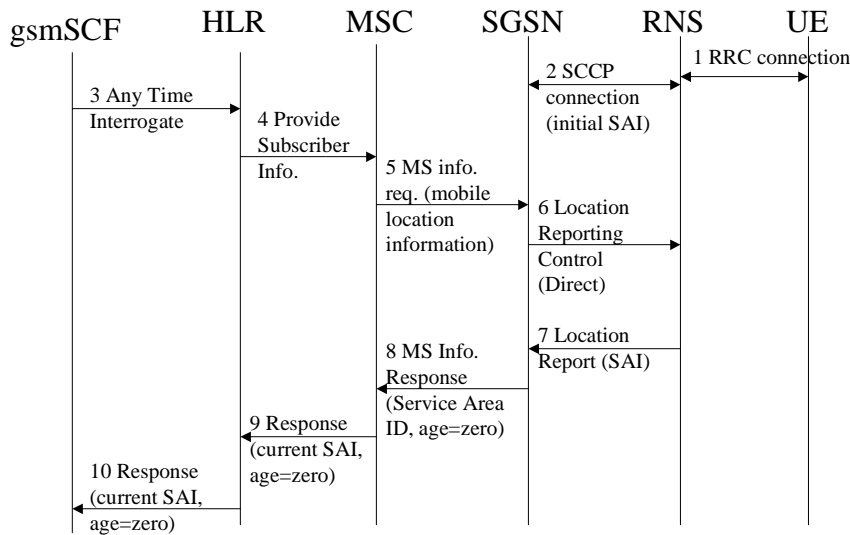 gsmSCF
HLR
MSC
SGSN
RNS
UE
1 RRC connection
2 SCCP
connection
(initial SAI)
3 Any Time
Interrogate
4 Provide
Subscriber
Info.
5 MS info.
req. (mobile
location
information)
6 Location
Reporting
Control
(Direct)
7 Location
Report (SAI)
8 MS Info.
Response
(Service Area
ID, age=zero)
9 Response
(current SAI,
age=zero)
10 Response
(current SAI,
age=zero)